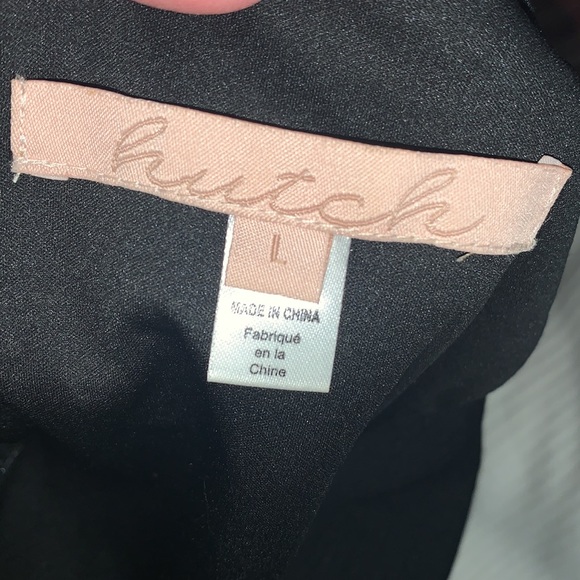 hutch
L
MADE IN CHINA
Fabriqué
en la
Chine